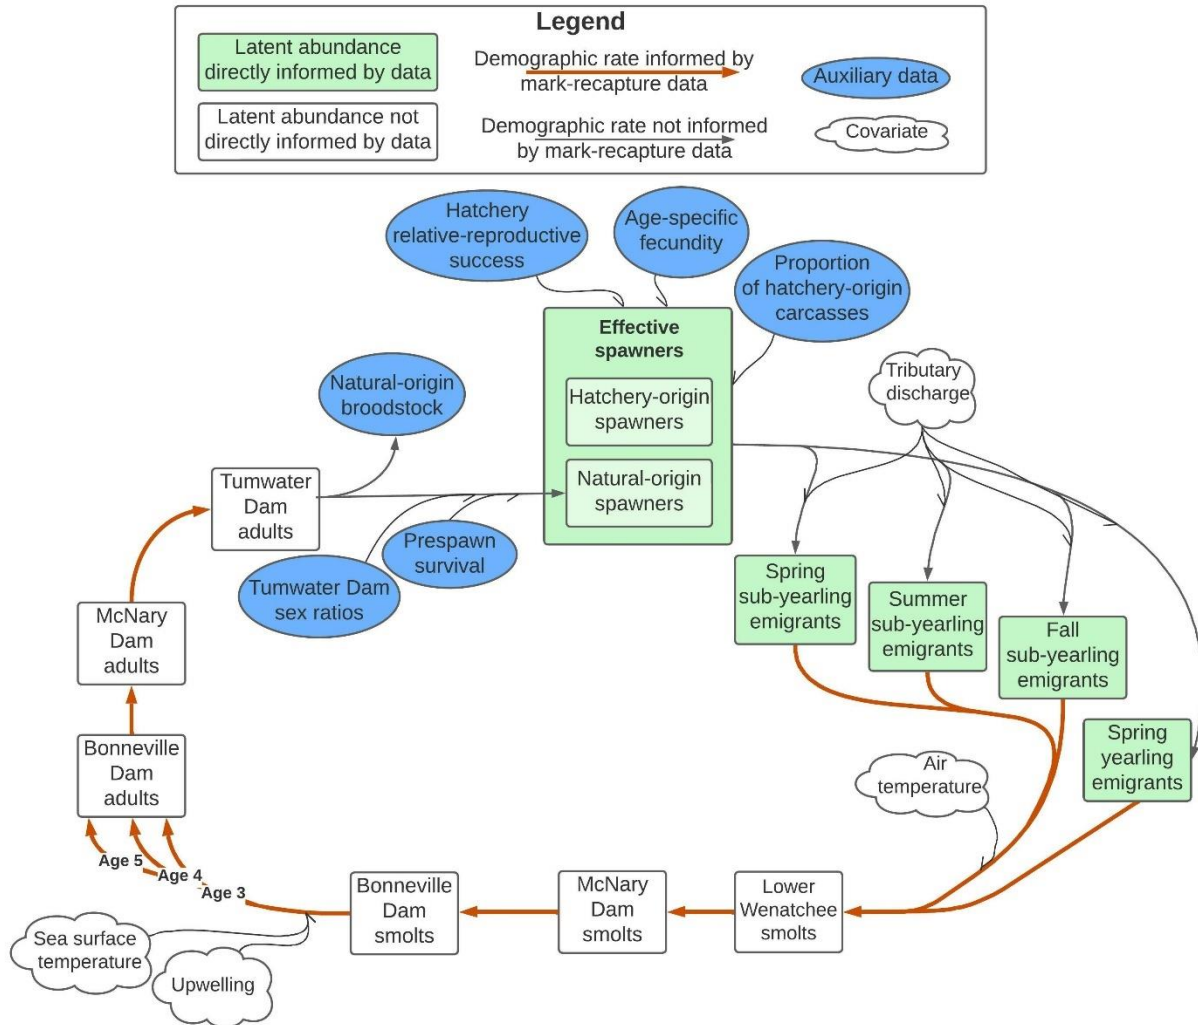 Legend
Latent abundance
directly informed by data
Latent abundance not
directly informed by data
Demographic rate informed by
mark-recapture data
Demographic rate not informed
by mark-recapture data
Auxiliary data
Covariate
Hatchery
relative-reproductive
success
Age-specific
fecundity
Proportion
of hatchery-origin
carcasses
Effective
spawners
Hatchery-origin
spawners
Natural-origin
spawners
Natural-origin
broodstock
Tributary
discharge
Tumwater
Dam
adults
Prespawn
survival
Tumwater Dam
sex ratios
Spring
sub-yearling
emigrants
Summer
sub-yearling
emigrants
Fall
sub-yearling
emigrants
Spring
yearling
emigrants
McNary
Dam
adults
Bonneville
Dam
adults
Air
temperature
Age 5
Age 4
Age 3
Bonneville
Dam
smolts
McNary
Dam
smolts
Lower
Wenatchee
smolts
Sea surface
temperature
Upwelling